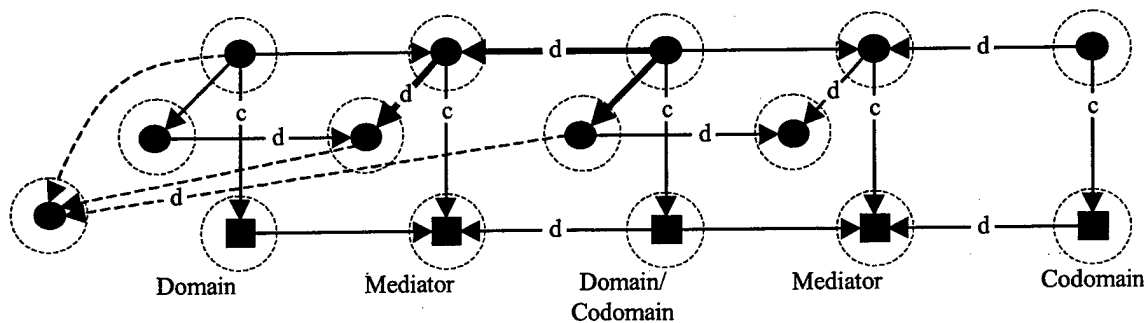 d d
d d
c c c c c
d d
d
d d
Domain Mediator Domain/ Mediator Codomain
Codomain